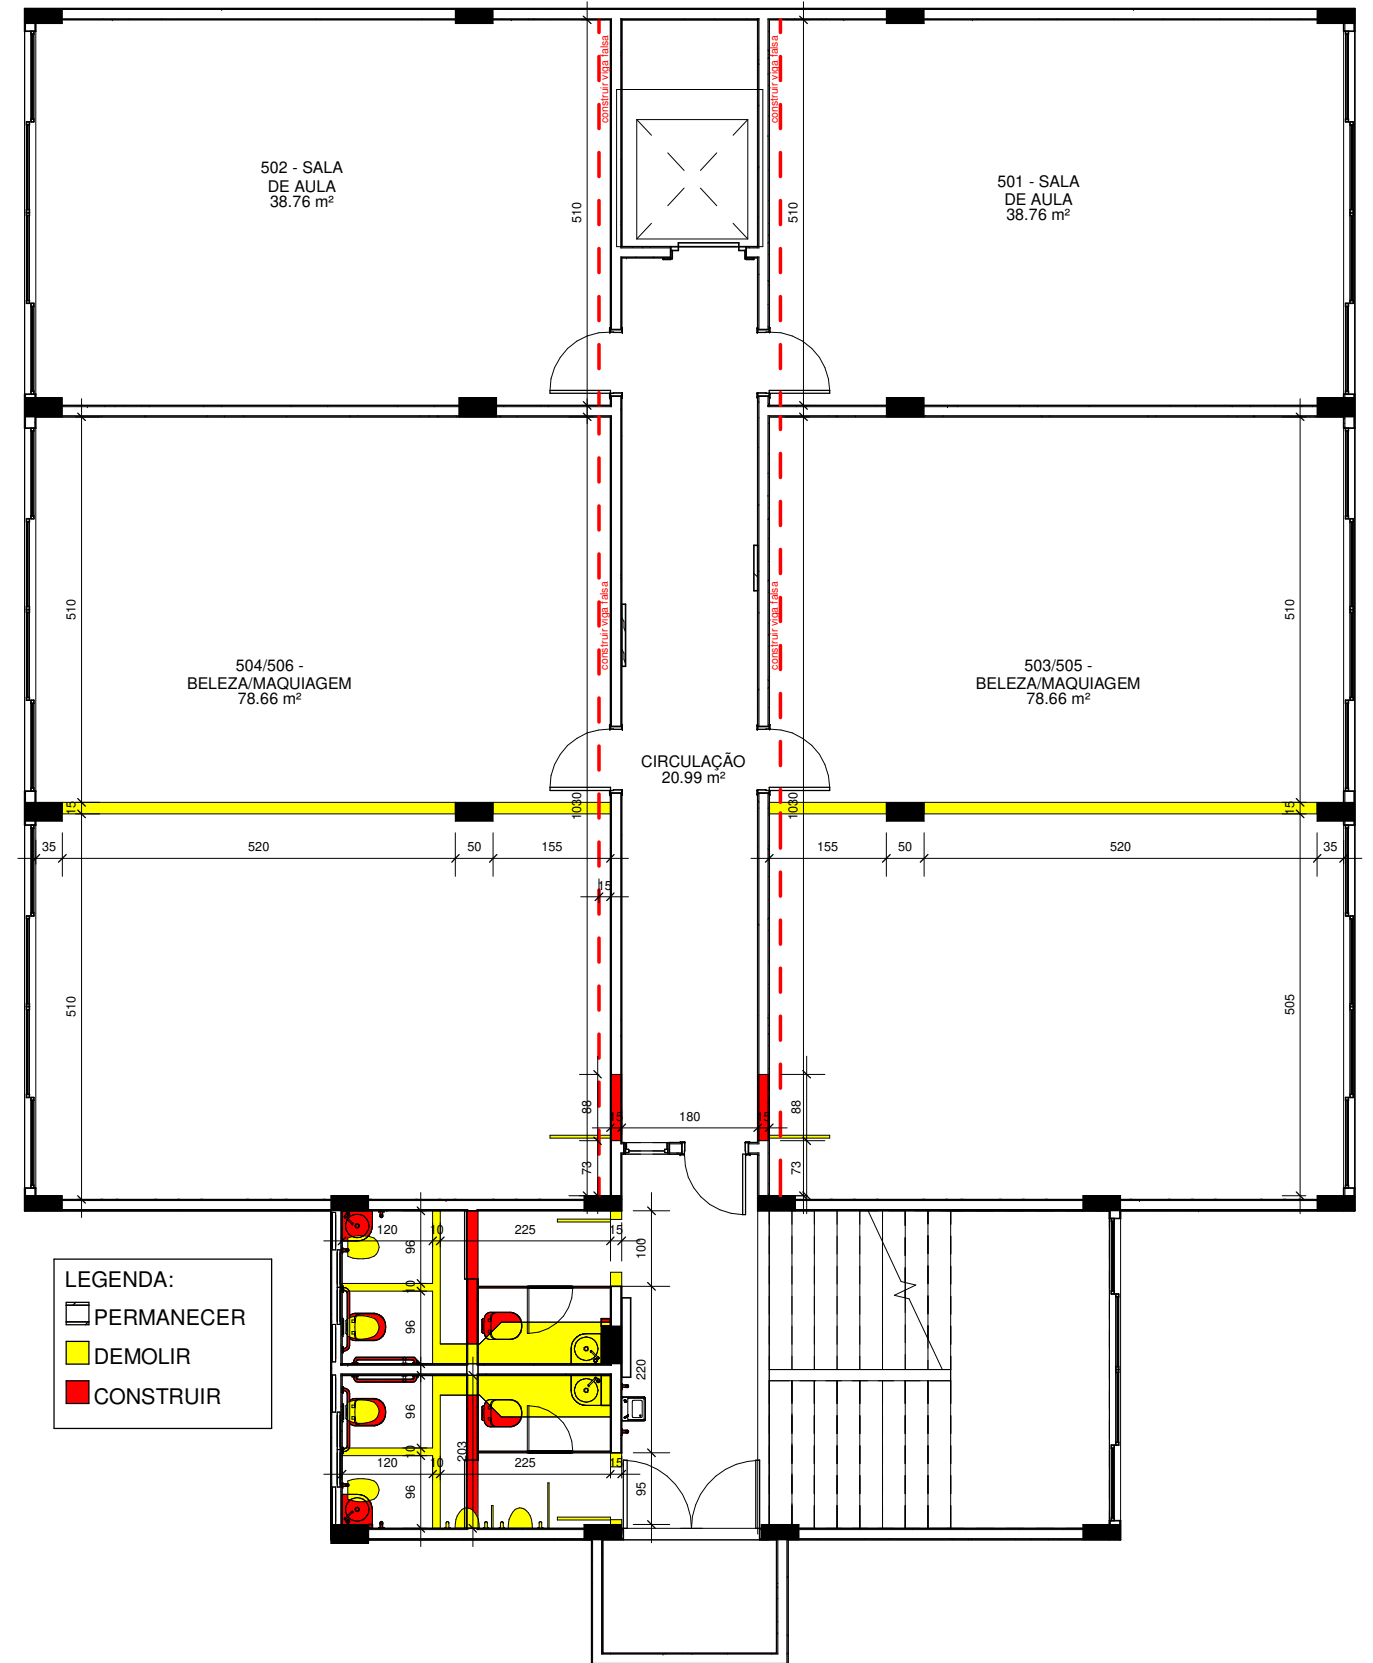 construir viga falsa
construir viga falsa
502 - SALA
DE AULA
38.76 m²
501 - SALA
DE AULA
38.76 m²
510
510
construir viga falsa
construir viga falsa
510
510
504/506 -
BELEZA/MAQUIAGEM
78.66 m²
503/505 -
BELEZA/MAQUIAGEM
78.66 m²
CIRCULAÇÃO
20.99 m²
15
1030
1030
15
35
520
50
155
155
50
520
35
15
510
505
88
15
180
15
88
73
73
120
10
225
15
96
100
10
96
220
96
10
203
120
10
225
15
96
95
LEGENDA:
PERMANECER
DEMOLIR
CONSTRUIR